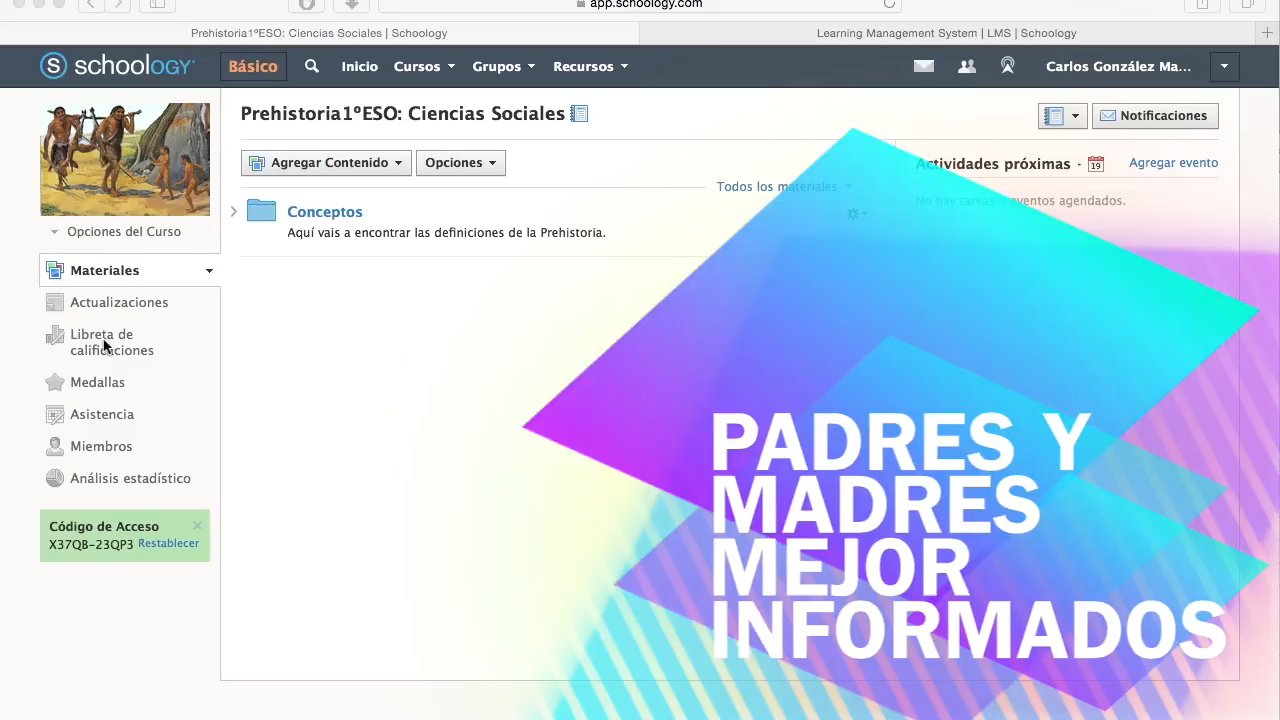 app.schoology.com
Prehistoria1ºESO: Ciencias Sociales | Schoology
Learning Management System | LMS | Schoology
S schoology
Básico
Inicio
Cursos
Grupos
Recursos
Carlos González Ma...
Prehistoria1ºESO: Ciencias Sociales
Notificaciones
Agregar Contenido
Opciones
Todos los materiales
Conceptos
Aquí vais a encontrar las definiciones de la Prehistoria.
Actividades próximas ·
19
Agregar evento
No hay tareas o eventos agendados.
Opciones del Curso
Materiales
Actualizaciones
Libreta de
calificaciones
Medallas
Asistencia
Miembros
Análisis estadístico
Código de Acceso
X37QB-23QP3 Restablecer
PADRES Y
MADRES
MEJOR
INFORMADOS